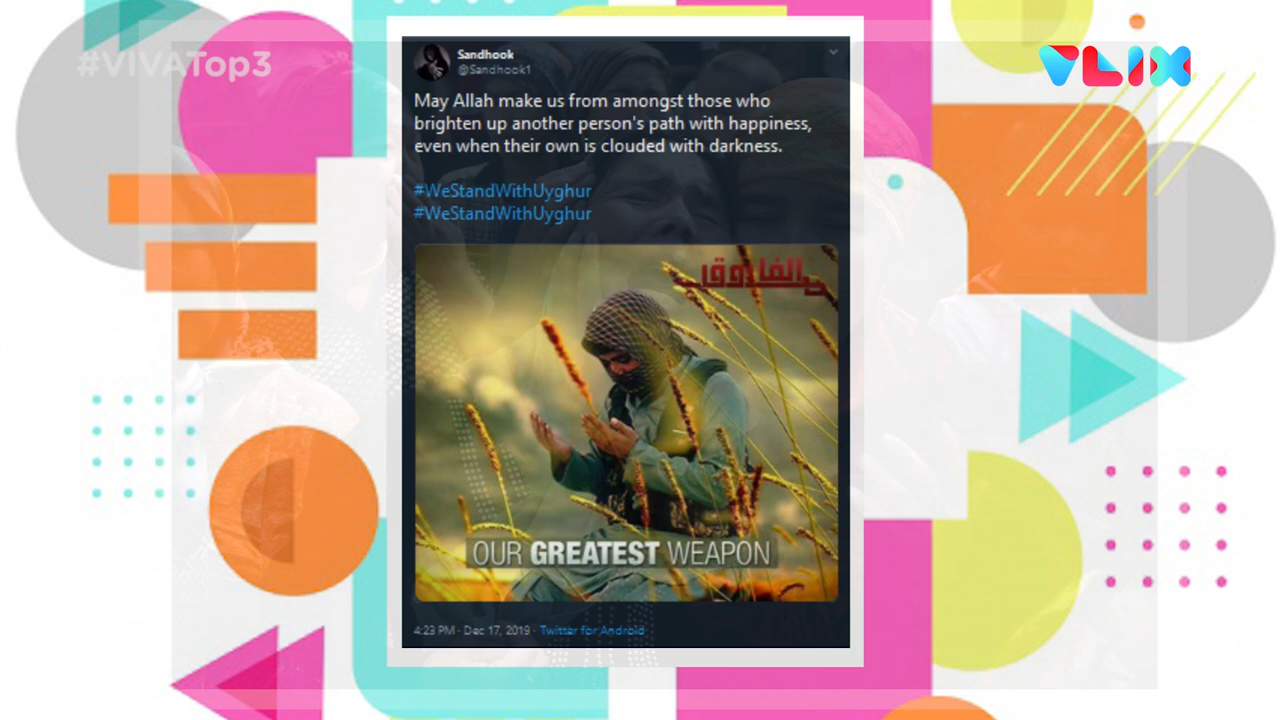 #VIVATop3
VLIX
Sandhook
@Sandhook1
May Allah make us from amongst those who
brighten up another person's path with happiness,
even when their own is clouded with darkness.
#WeStandWithUyghur
#WeStandWithUyghur
الفاروق
OUR GREATEST WEAPON
4:23 PM · Dec 17, 2019 · Twitter for Android